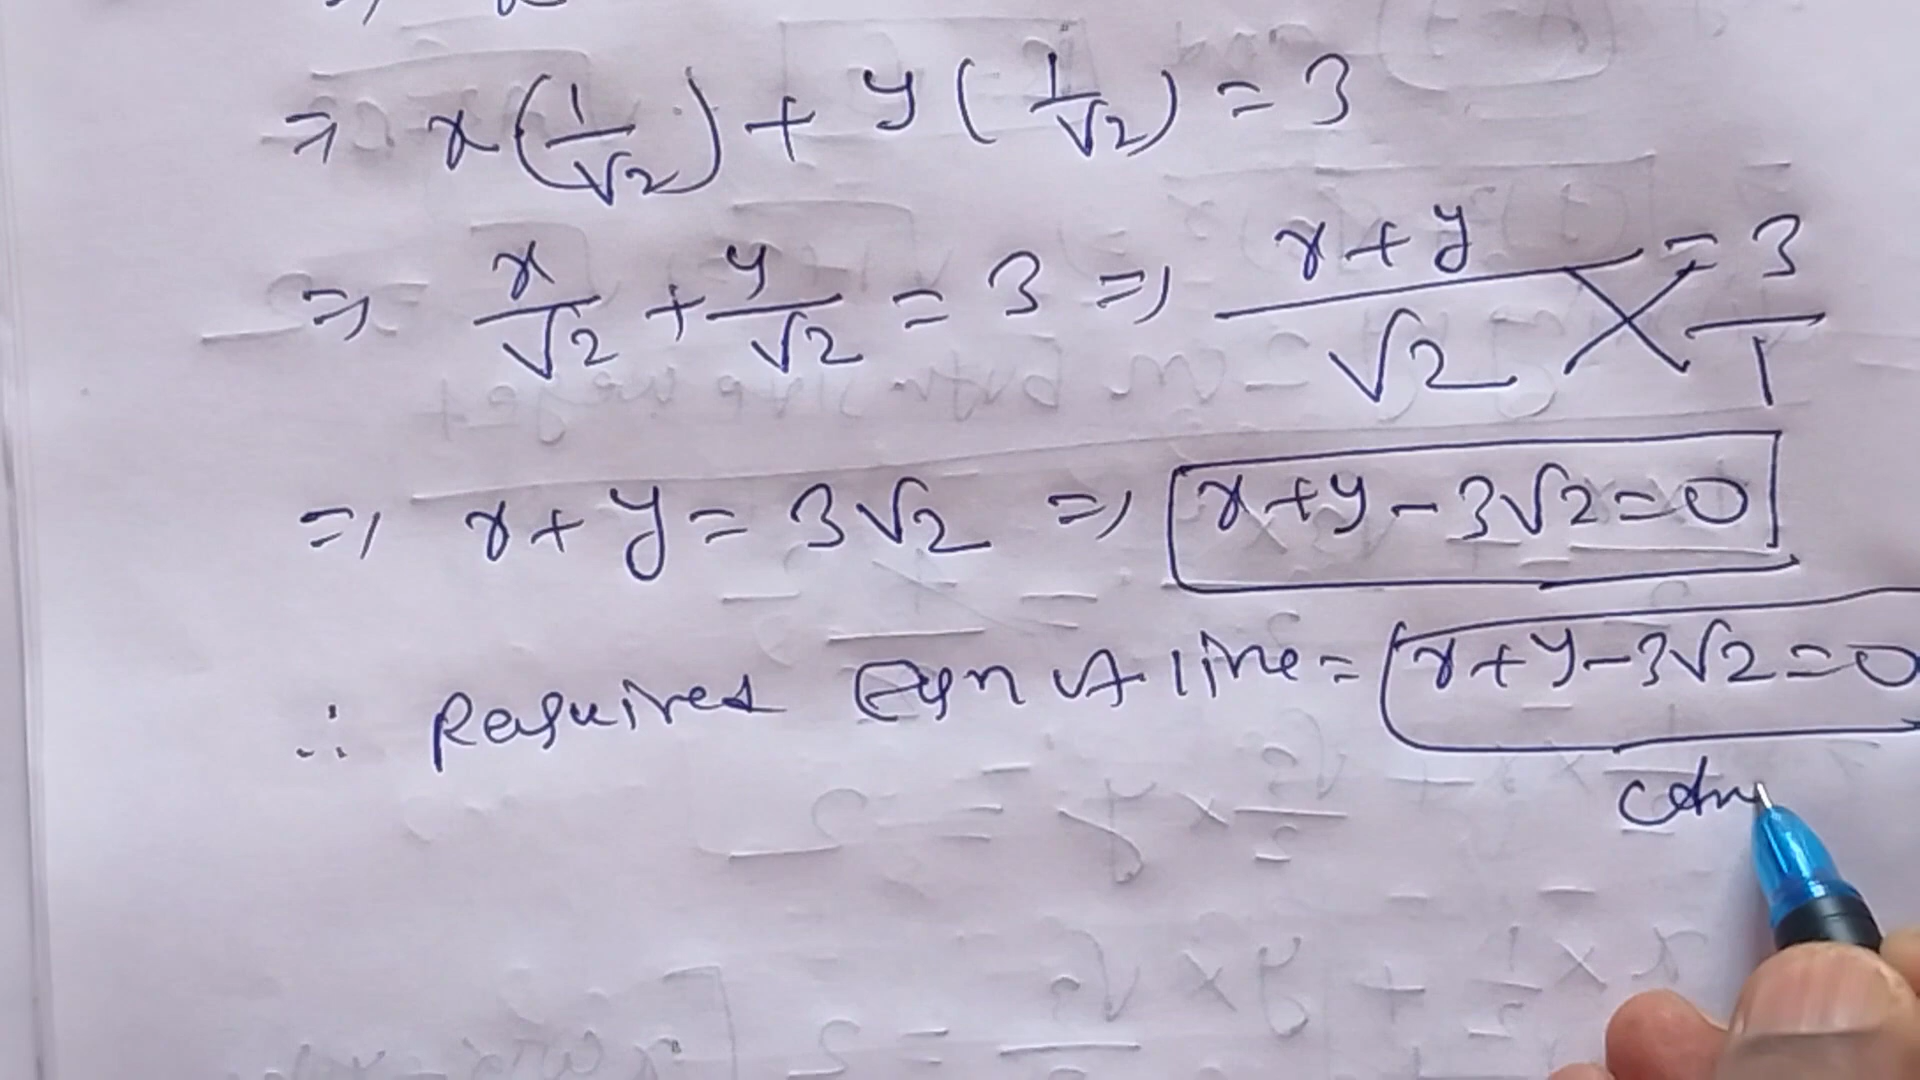 ⇒ x(1/√2) + y(1/√2) = 3
⇒ x/√2 + y/√2 = 3 ⇒ x+y/√2 = 3/1
⇒ x+y = 3√2 ⇒ x+y-3√2=0
∴ Required Eqn of line = x+y-3√2=0